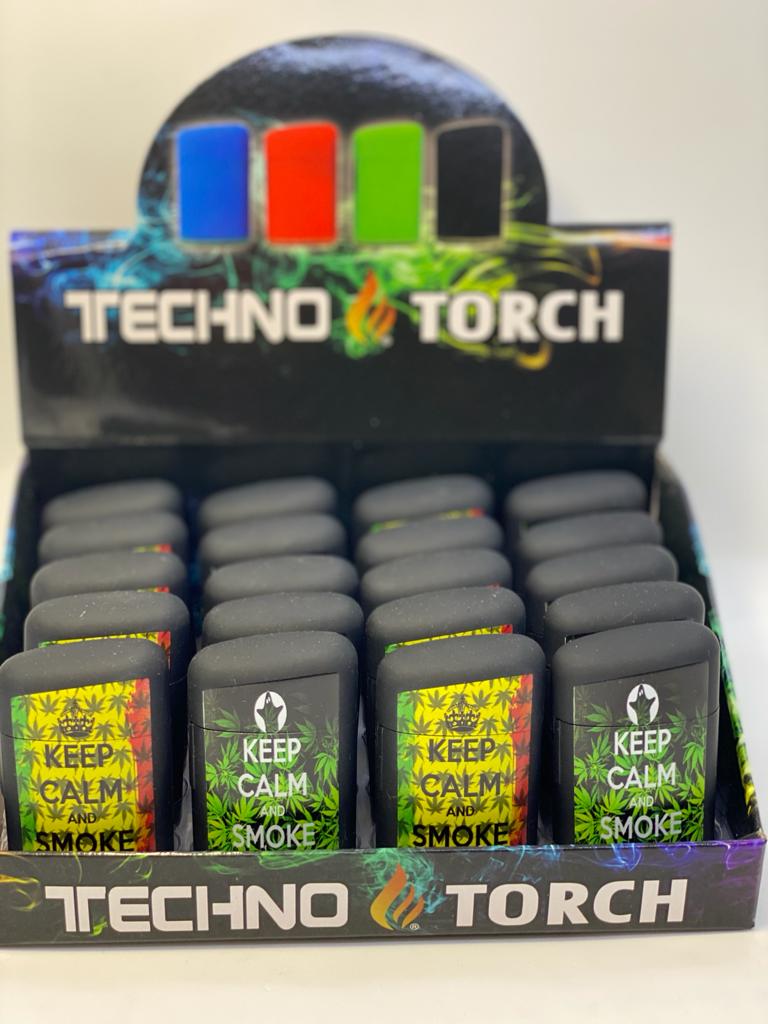 TECHNO TORCH
KEEP
CALM
AND
SMOKE
KEEP
CALM
AND
SMOKE
KEEP
CALM
AND
SMOKE
KEEP
CALM
AND
SMOKE
TECHNO ® TORCH